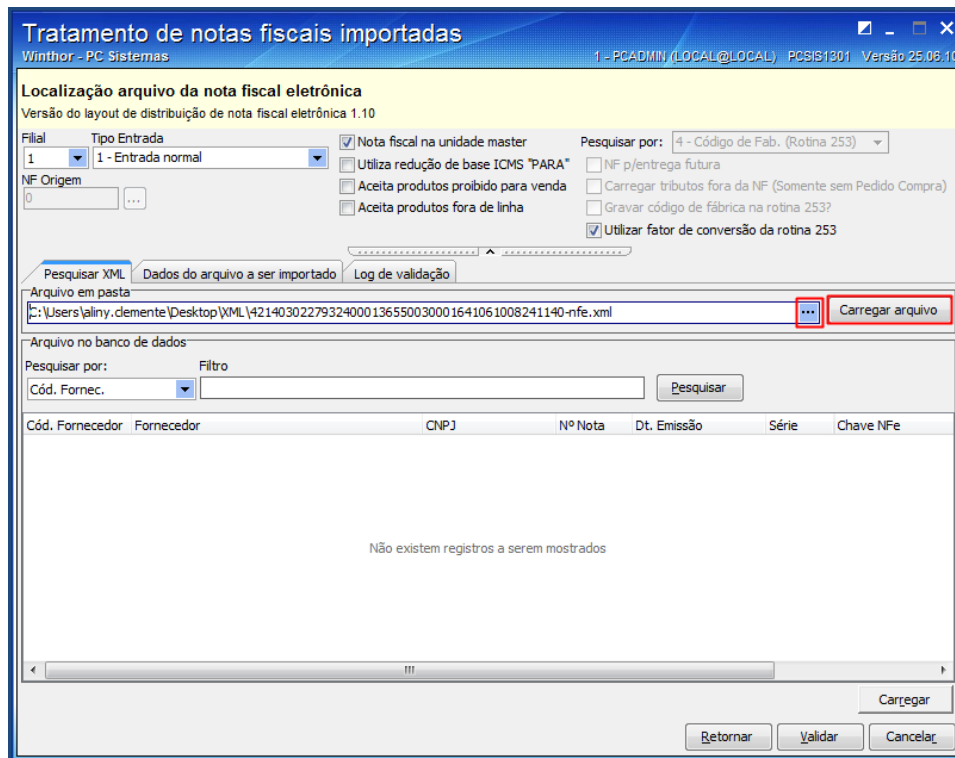 Tratamento de notas fiscais importadas
Winthor - PC Sistemas
1 - PCADMIN (LOCAL@LOCAL) PCSIS1301 Versão 25.06.10
Localização arquivo da nota fiscal eletrônica
Versão do layout de distribuição de nota fiscal eletrônica 1.10
Filial Tipo Entrada
Nota fiscal na unidade master
Pesquisar por: 4 - Código de Fab. (Rotina 253)
1 1 - Entrada normal
Utiliza redução de base ICMS "PARA"
NF p/entrega futura
NF Origem
Aceita produtos proibido para venda
Carregar tributos fora da NF (Somente sem Pedido Compra)
0 ...
Aceita produtos fora de linha
Gravar código de fábrica na rotina 253?
Utilizar fator de conversão da rotina 253
Pesquisar XML Dados do arquivo a ser importado Log de validação
Arquivo em pasta
C:\Users\aliny.clemente\Desktop\XML\42140302279324000136550030001641061008241140-nfe.xml ... Carregar arquivo
Arquivo no banco de dados
Pesquisar por: Filtro
Cód. Fornec. Pesquisar
Cód. Fornecedor Fornecedor CNPJ Nº Nota Dt. Emissão Série Chave NFe
Não existem registros a serem mostrados
Carregar
Retornar Validar Cancelar